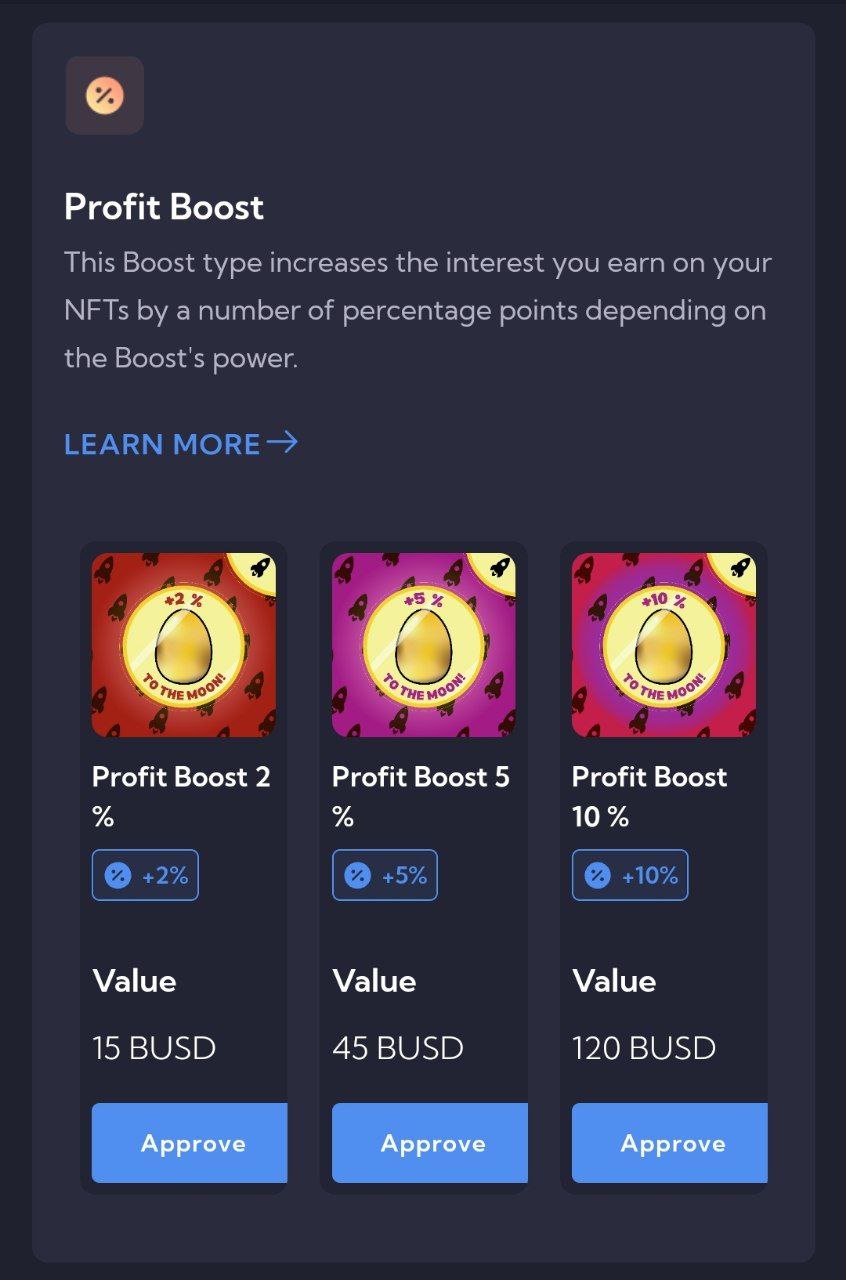 Profit Boost
This Boost type increases the interest you earn on your
NFTs by a number of percentage points depending on
the Boost's power.
LEARN MORE
+2 %
TO THE MOON!
Profit Boost 2
%
+2%
Value
15 BUSD
Approve
+5 %
TO THE MOON!
Profit Boost 5
%
+5%
Value
45 BUSD
Approve
+10 %
TO THE MOON!
Profit Boost
10 %
+10%
Value
120 BUSD
Approve